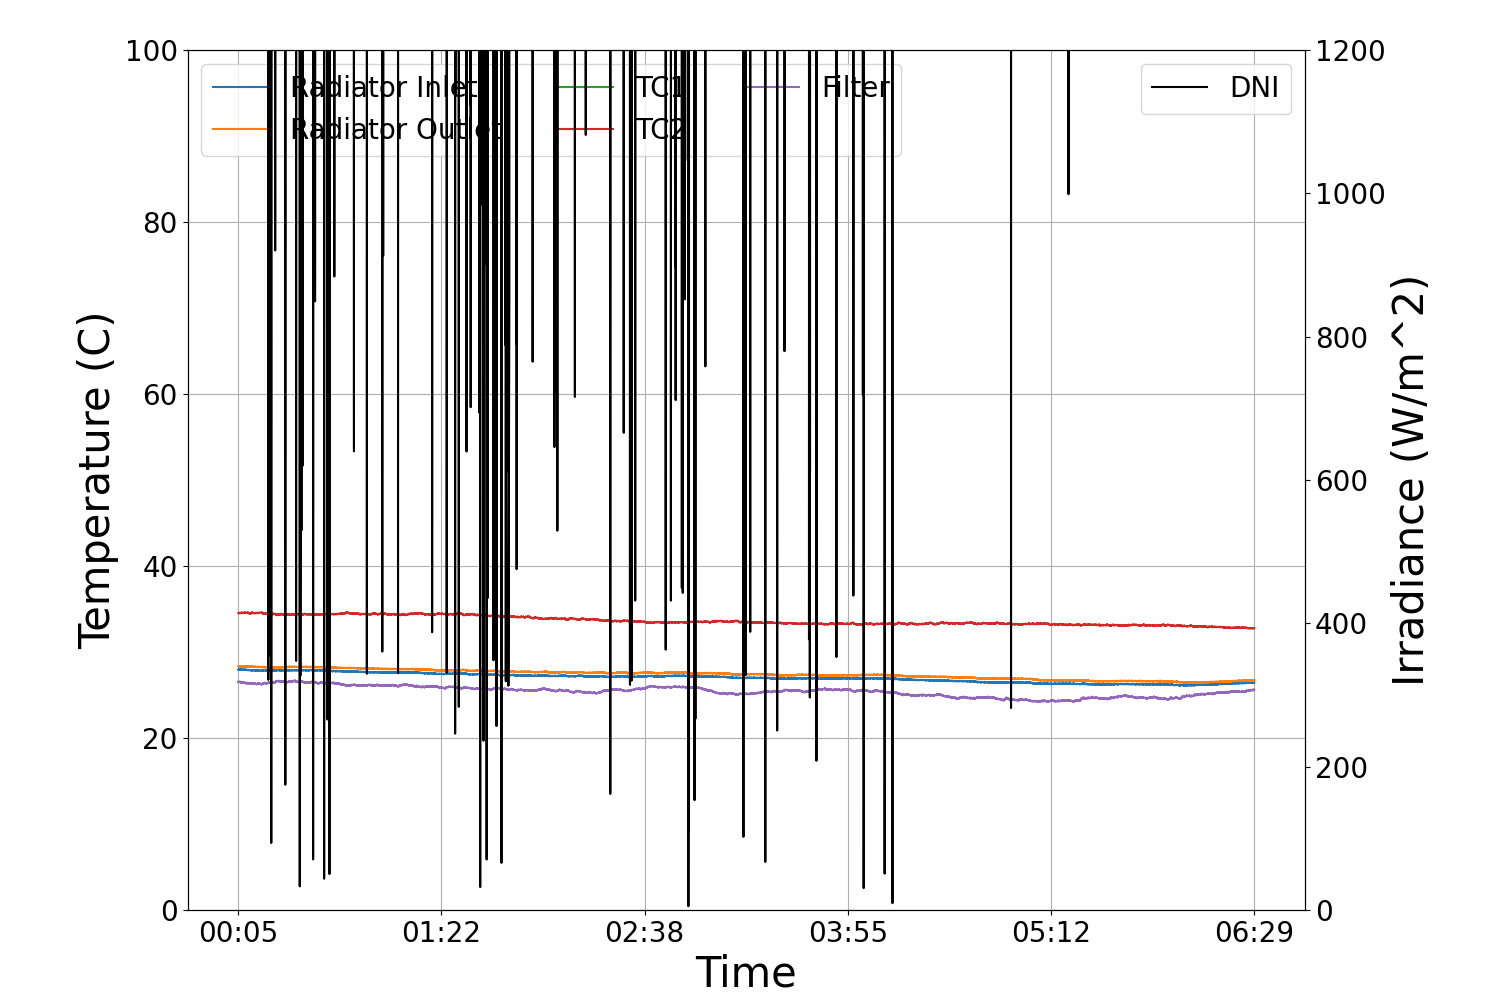 Radiator Inlet
Radiator Outlet
TC1
TC2
Filter
DNI
Temperature (C)
100
80
60
40
20
0
1200
1000
800
600
400
200
0
Irradiance (W/m^2)
00:05 01:22 02:38 03:55 05:12 06:29
Time